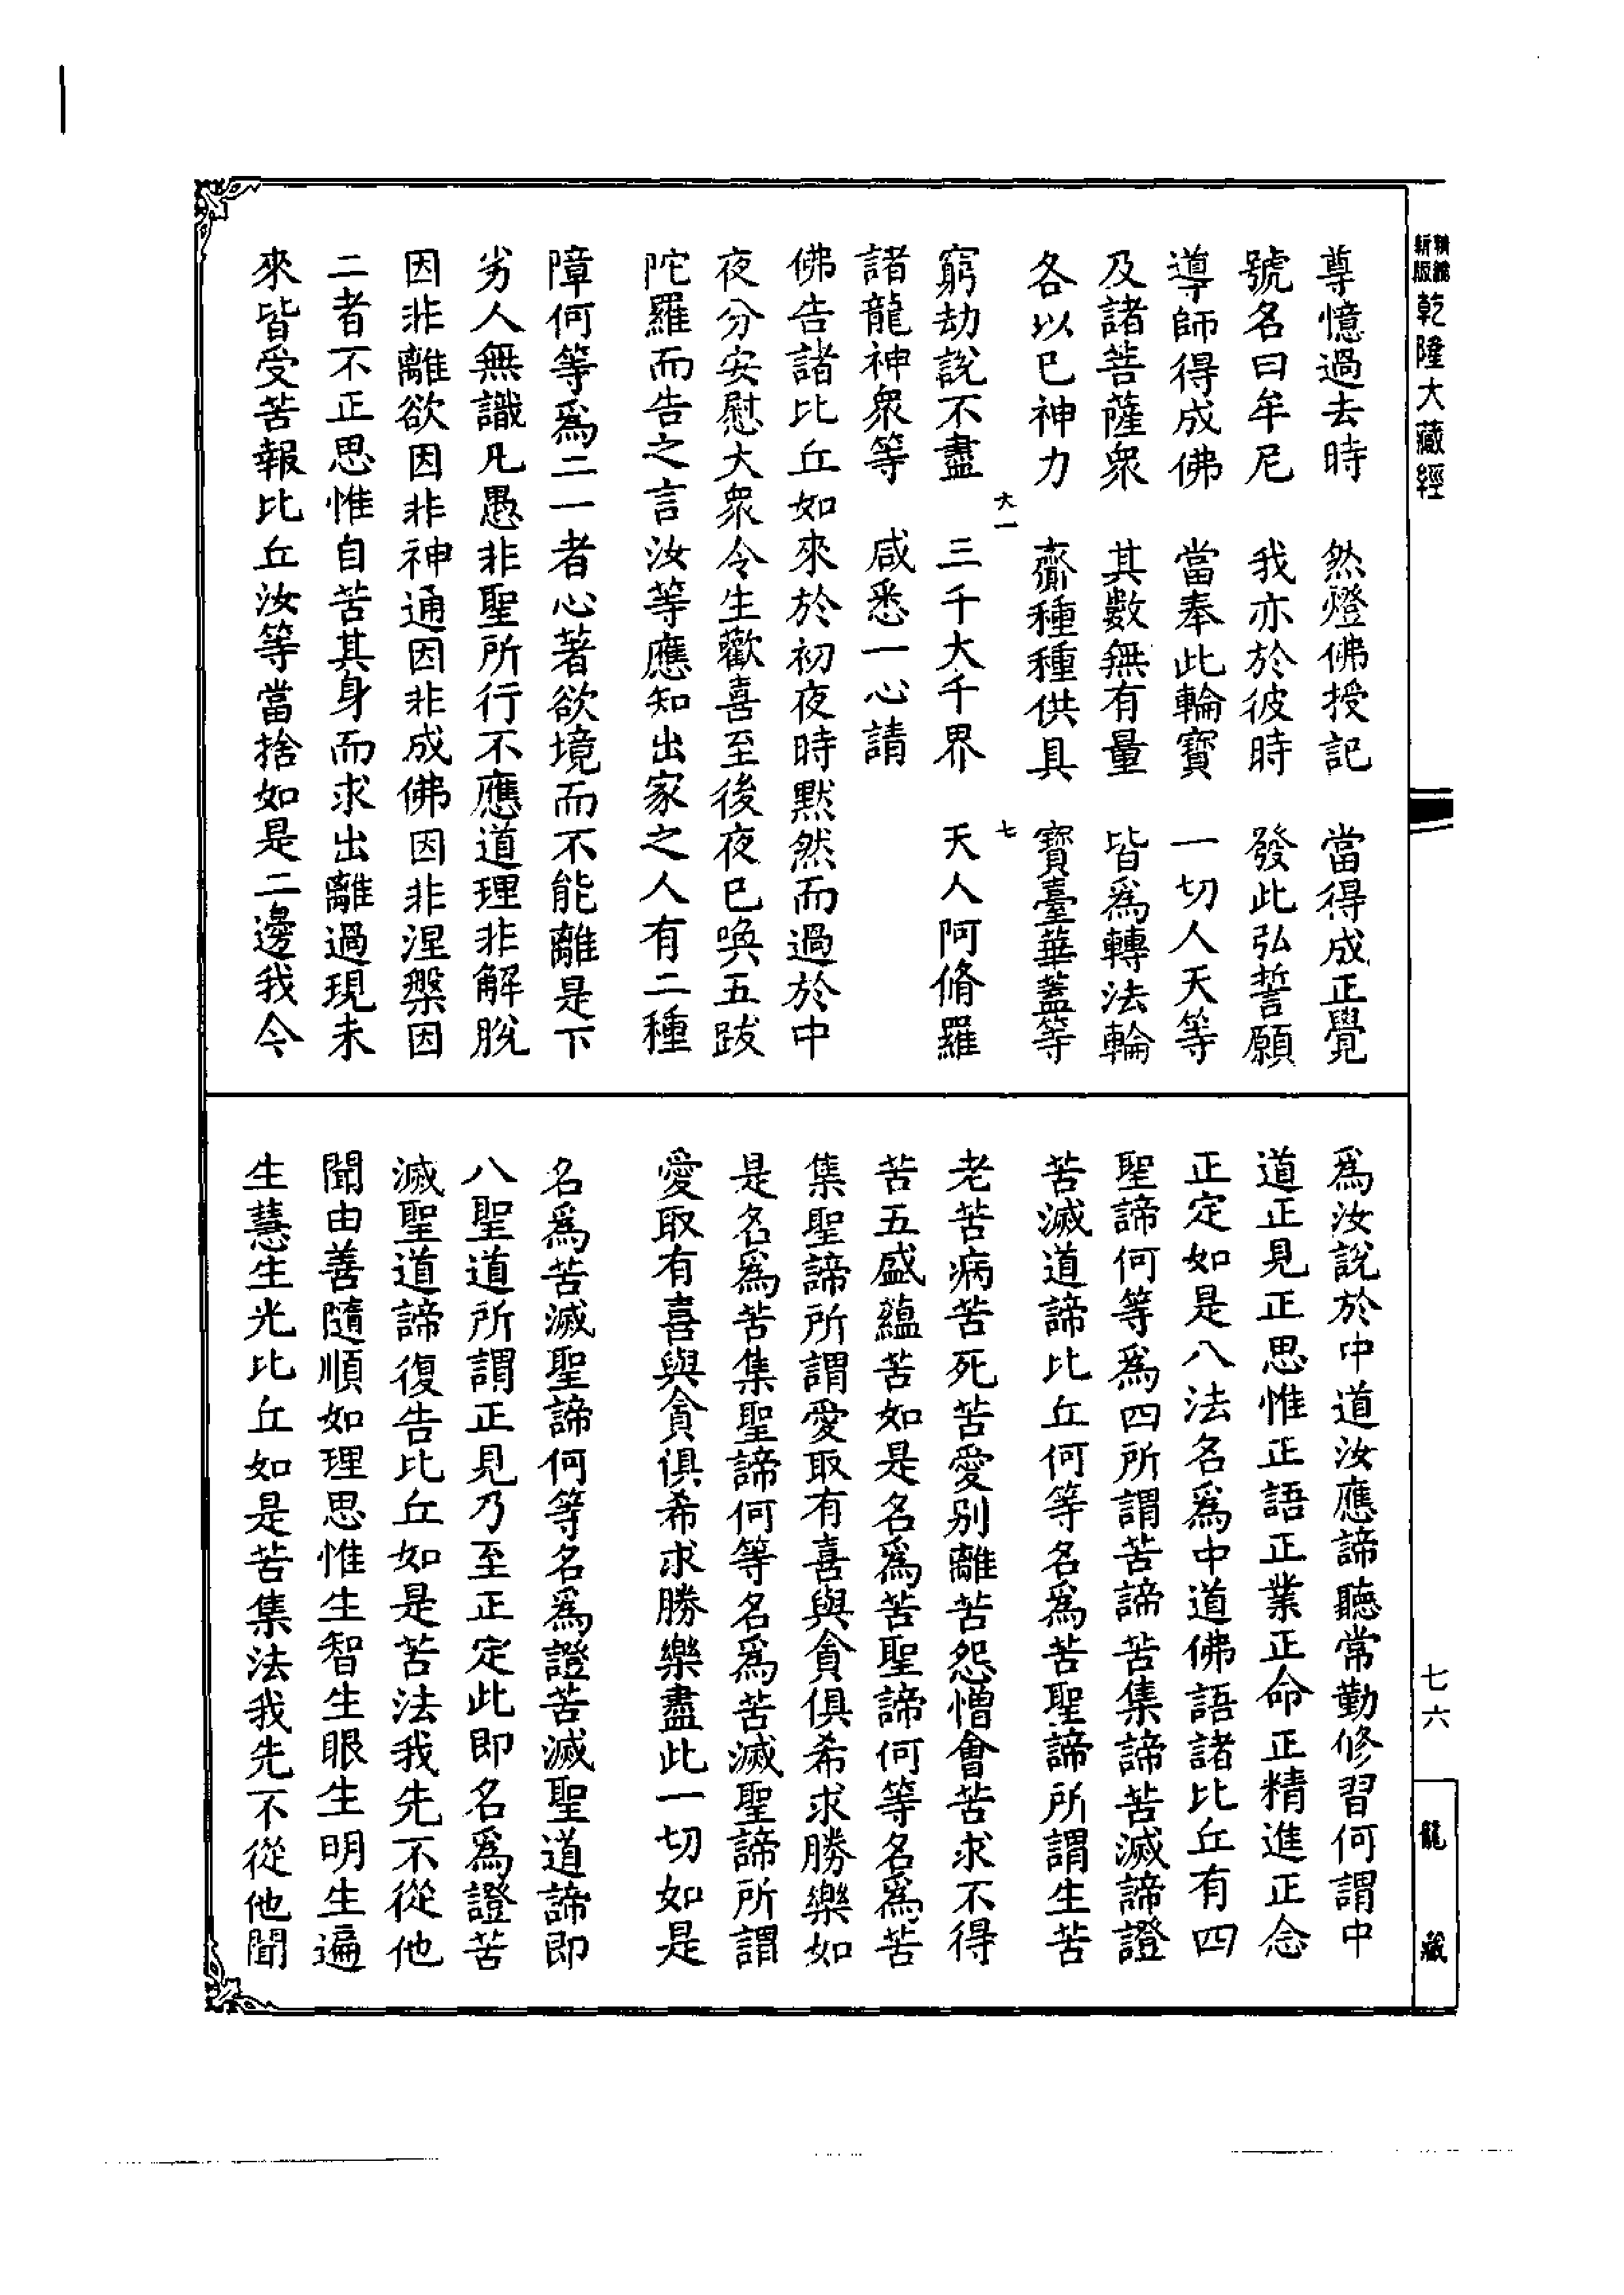 精縮
新版
乾隆大藏經
尊憶過去時 然燈佛授記 當得成正覺
號名曰牟尼 我亦於彼時 發此弘誓願
導師得成佛 當奉此輪寶 一切人天等
及諸菩薩衆 其數無有量 皆爲轉法輪
各以已神力 齎種種供具 寶臺華蓋等
大一 七
窮劫說不盡 三千大千界 天人阿脩羅
諸龍神衆等 咸悉一心請
佛告諸比丘如來於初夜時默然而過於中
夜分安慰大衆令生歡喜至後夜已喚五跋
陀羅而告之言汝等應知出家之人有二種
障何等爲二一者心著欲境而不能離是下
劣人無識凡愚非聖所行不應道理非解脫
因非離欲因非神通因非成佛因非涅槃因
二者不正思惟自苦其身而求出離過現未
來皆受苦報比丘汝等當捨如是二邊我今
爲汝說於中道汝應諦聽常勤修習何謂中
道正見正思惟正語正業正命正精進正念
正定如是八法名爲中道佛語諸比丘有四
聖諦何等爲四所謂苦諦苦集諦苦滅諦證
苦滅道諦比丘何等名爲苦聖諦所謂生苦
老苦病苦死苦愛別離苦怨憎會苦求不得
苦五盛蘊苦如是名爲苦聖諦何等名爲苦
集聖諦所謂愛取有喜與貪俱希求勝樂如
是名爲苦集聖諦何等名爲苦滅聖諦所謂
愛取有喜與貪俱希求勝樂盡此一切如是
名爲苦滅聖諦何等名爲證苦滅聖道諦即
八聖道所謂正見乃至正定此即名爲證苦
滅聖道諦復告比丘如是苦法我先不從他
聞由善隨順如理思惟生智生眼生明生遍
生慧生光比丘如是苦集法我先不從他聞
七六
龍藏